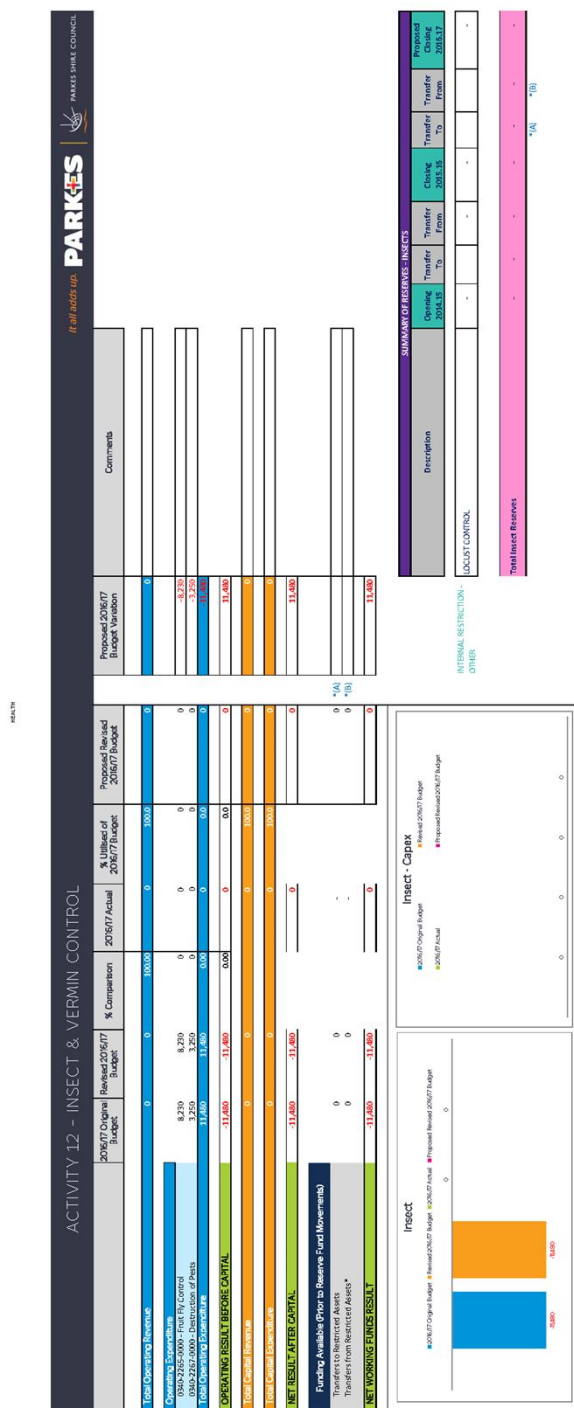 HEALTH
ACTIVITY 12 - INSECT & VERMIN CONTROL
It all adds up. PARKES PARKES SHIRE COUNCIL
2016/17 Original Budget Revised 2016/17 Budget % Comparison 2016/17 Actual % Utilised of 2016/17 Budget Proposed Revised 2016/17 Budget Proposed 2016/17 Budget Variation Comments
Total Operating Revenue 0 0 100.00 0 100.0 0 0
Operating Expenditure
0340-2265-0000 - Fruit Fly Control 8,230 8,230 0 0 0 0 -8,230
0340-2267-0000 - Destruction of Pests 3,250 3,250 0 0 0 0 -3,250
Total Operating Expenditure 11,480 11,480 0.00 0 0.0 0 -11,480
OPERATING RESULT BEFORE CAPITAL -11,480 -11,480 0.00 0 0.0 0 11,480
Total Capital Revenue 0 0 0 100.0 0 0
Total Capital Expenditure 0 0 0 100.0 0 0
NET RESULT AFTER CAPITAL -11,480 -11,480 0 0 11,480
Funding Available (Prior to Reserve Fund Movements)
Transfers to Restricted Assets 0 0 - 0 *(A)
Transfers from Restricted Assets* 0 0 - 0 *(B)
NET WORKING FUNDS RESULT -11,480 -11,480 0 0 11,480
Insect
2016/17 Original Budget Revised 2016/17 Budget 2016/17 Actual Proposed Revised 2016/17 Budget
0 0
-11,480 -11,480
Insect - Capex
2016/17 Original Budget Revised 2016/17 Budget
2016/17 Actual Proposed Revised 2016/17 Budget
0 0 0 0
SUMMARY OF RESERVES - INSECTS
Description Opening 2014.15 Transfer To Transfer From Closing 2015.16 Transfer To Transfer From Proposed Closing 2016.17
INTERNAL RESTRICTION - OTHER
LOCUST CONTROL - - -
Total Insect Reserves - - - - - - -
*(A) *(B)